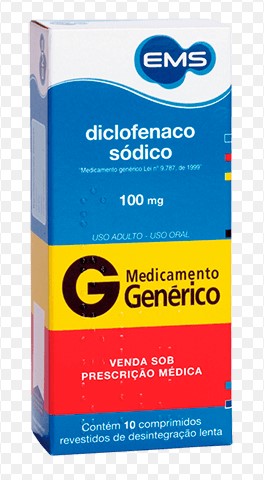 EMS
diclofenaco
sódico
"Medicamento genérico Lei nº 9.787, de 1999"
100 mg
USO ADULTO - USO ORAL
G Medicamento
Genérico
VENDA SOB
PRESCRIÇÃO MÉDICA
Contém 10 comprimidos
revestidos de desintegração lenta